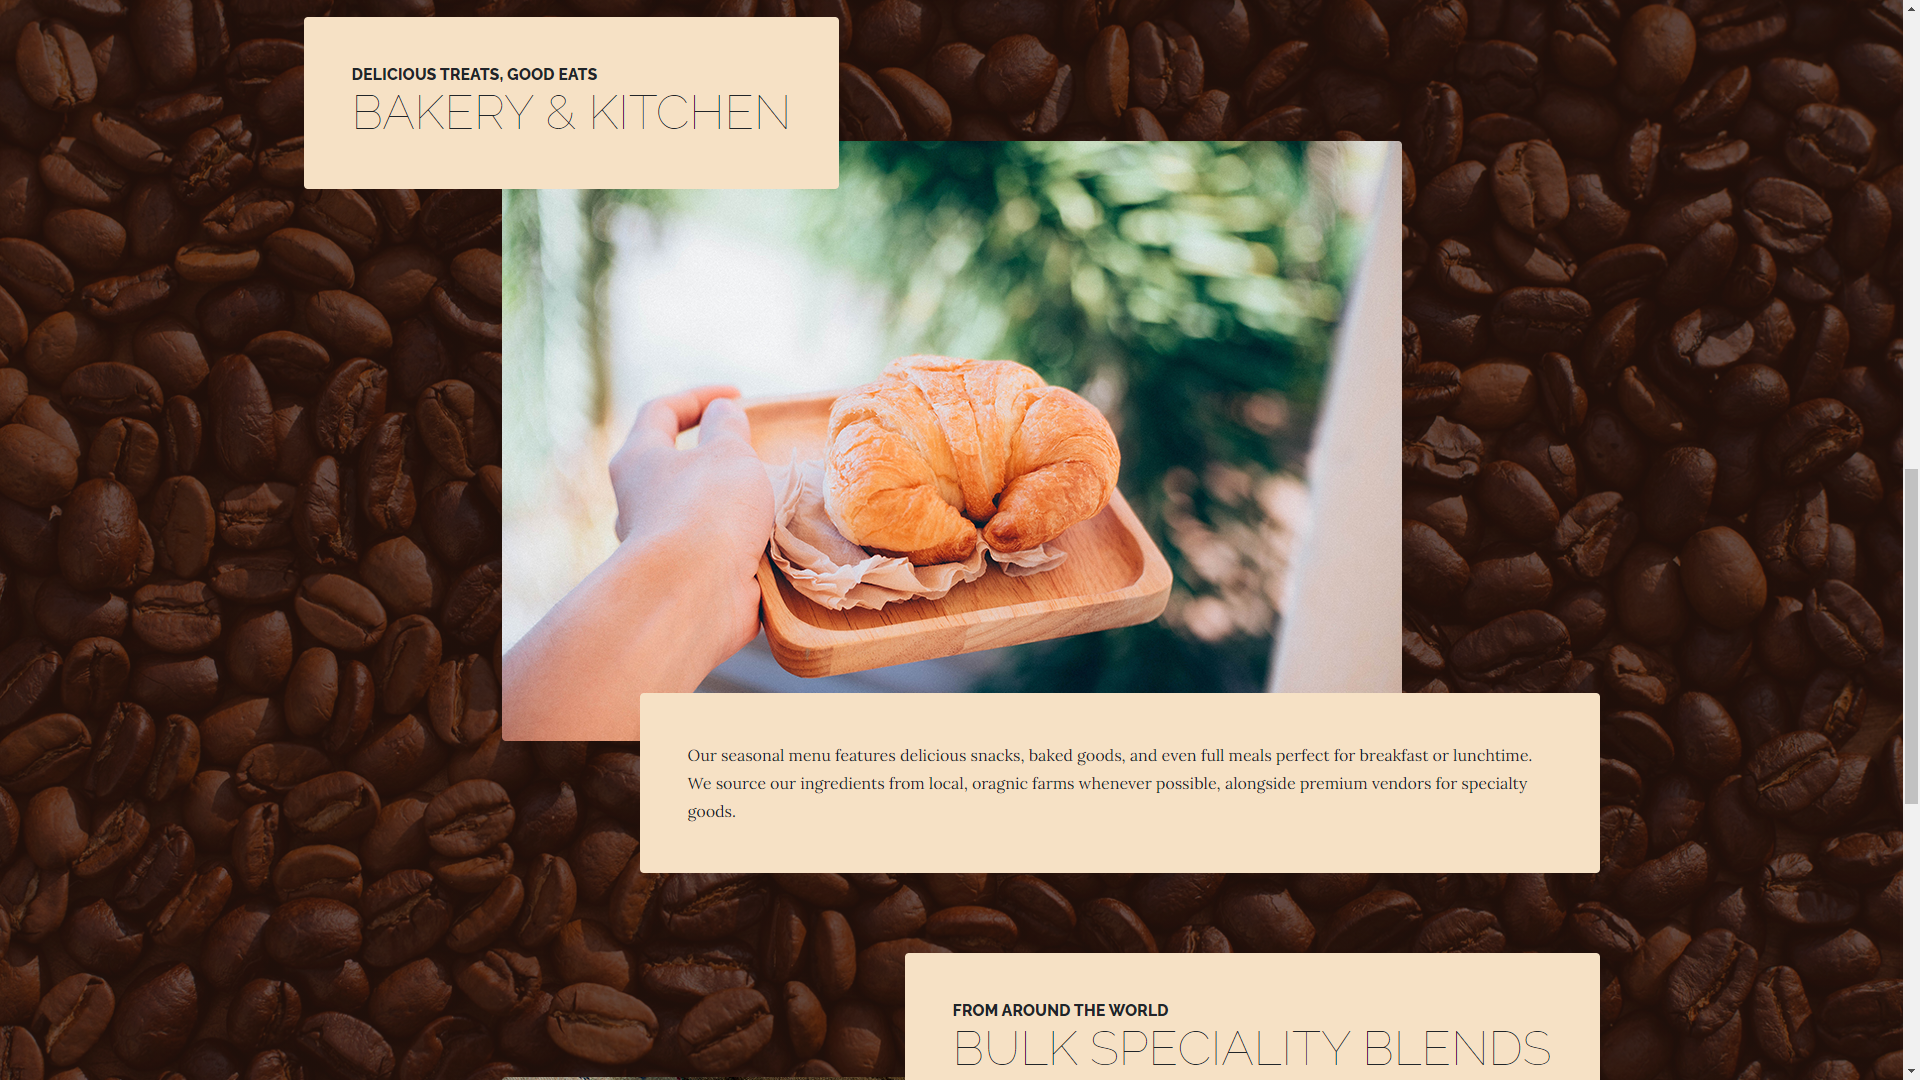 DELICIOUS TREATS, GOOD EATS
BAKERY & KITCHEN
Our seasonal menu features delicious snacks, baked goods, and even full meals perfect for breakfast or lunchtime.
We source our ingredients from local, oragnic farms whenever possible, alongside premium vendors for specialty
goods.
FROM AROUND THE WORLD
BULK SPECIALITY BLENDS